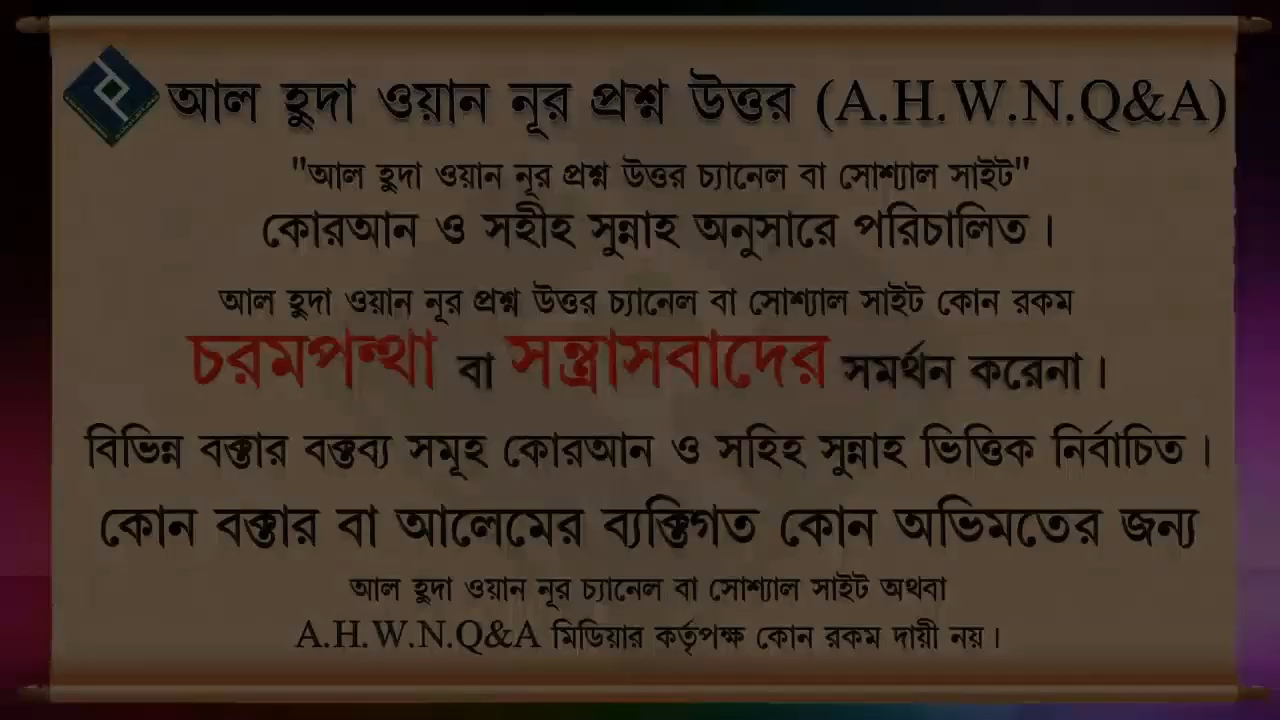 আল হুদা ওয়ান নূর প্রশ্ন উত্তর (A.H.W.N.Q&A)
"আল হুদা ওয়ান নূর প্রশ্ন উত্তর চ্যানেল বা সোশ্যাল সাইট"
কোরআন ও সহীহ সুন্নাহ অনুসারে পরিচালিত ।
আল হুদা ওয়ান নূর প্রশ্ন উত্তর চ্যানেল বা সোশ্যাল সাইট কোন রকম
চরমপন্থা বা সন্ত্রাসবাদের সমর্থন করেনা ।
বিভিন্ন বক্তার বক্তব্য সমূহ কোরআন ও সহিহ সুন্নাহ ভিত্তিক নির্বাচিত ।
কোন বক্তার বা আলেমের ব্যক্তিগত কোন অভিমতের জন্য
আল হুদা ওয়ান নূর চ্যানেল বা সোশ্যাল সাইট অথবা
A.H.W.N.Q&A মিডিয়ার কর্তৃপক্ষ কোন রকম দায়ী নয় ।